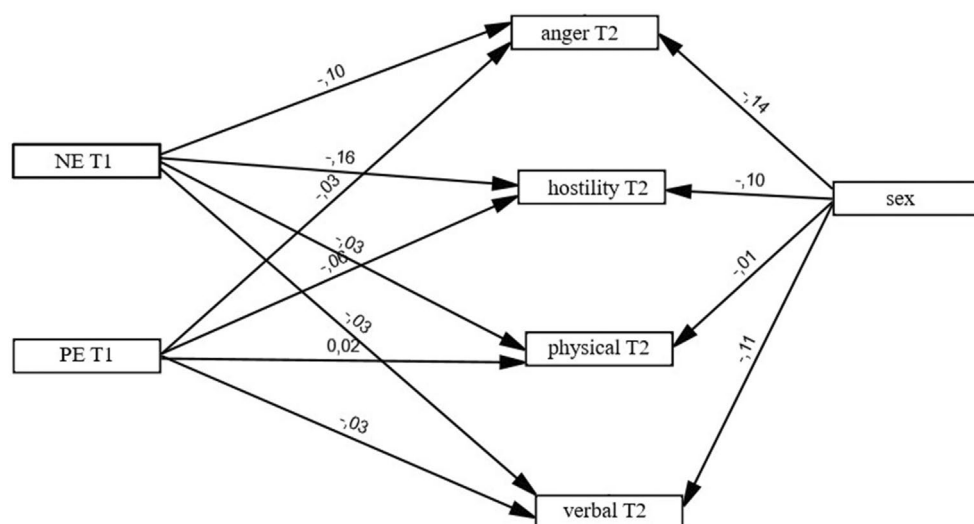 anger T2
-,10
-,14
NE T1
-,16
-,03
hostility T2
-,10
sex
-,03
-,06
-,01
PE T1
-,03
0,02
physical T2
-,11
-,03
verbal T2